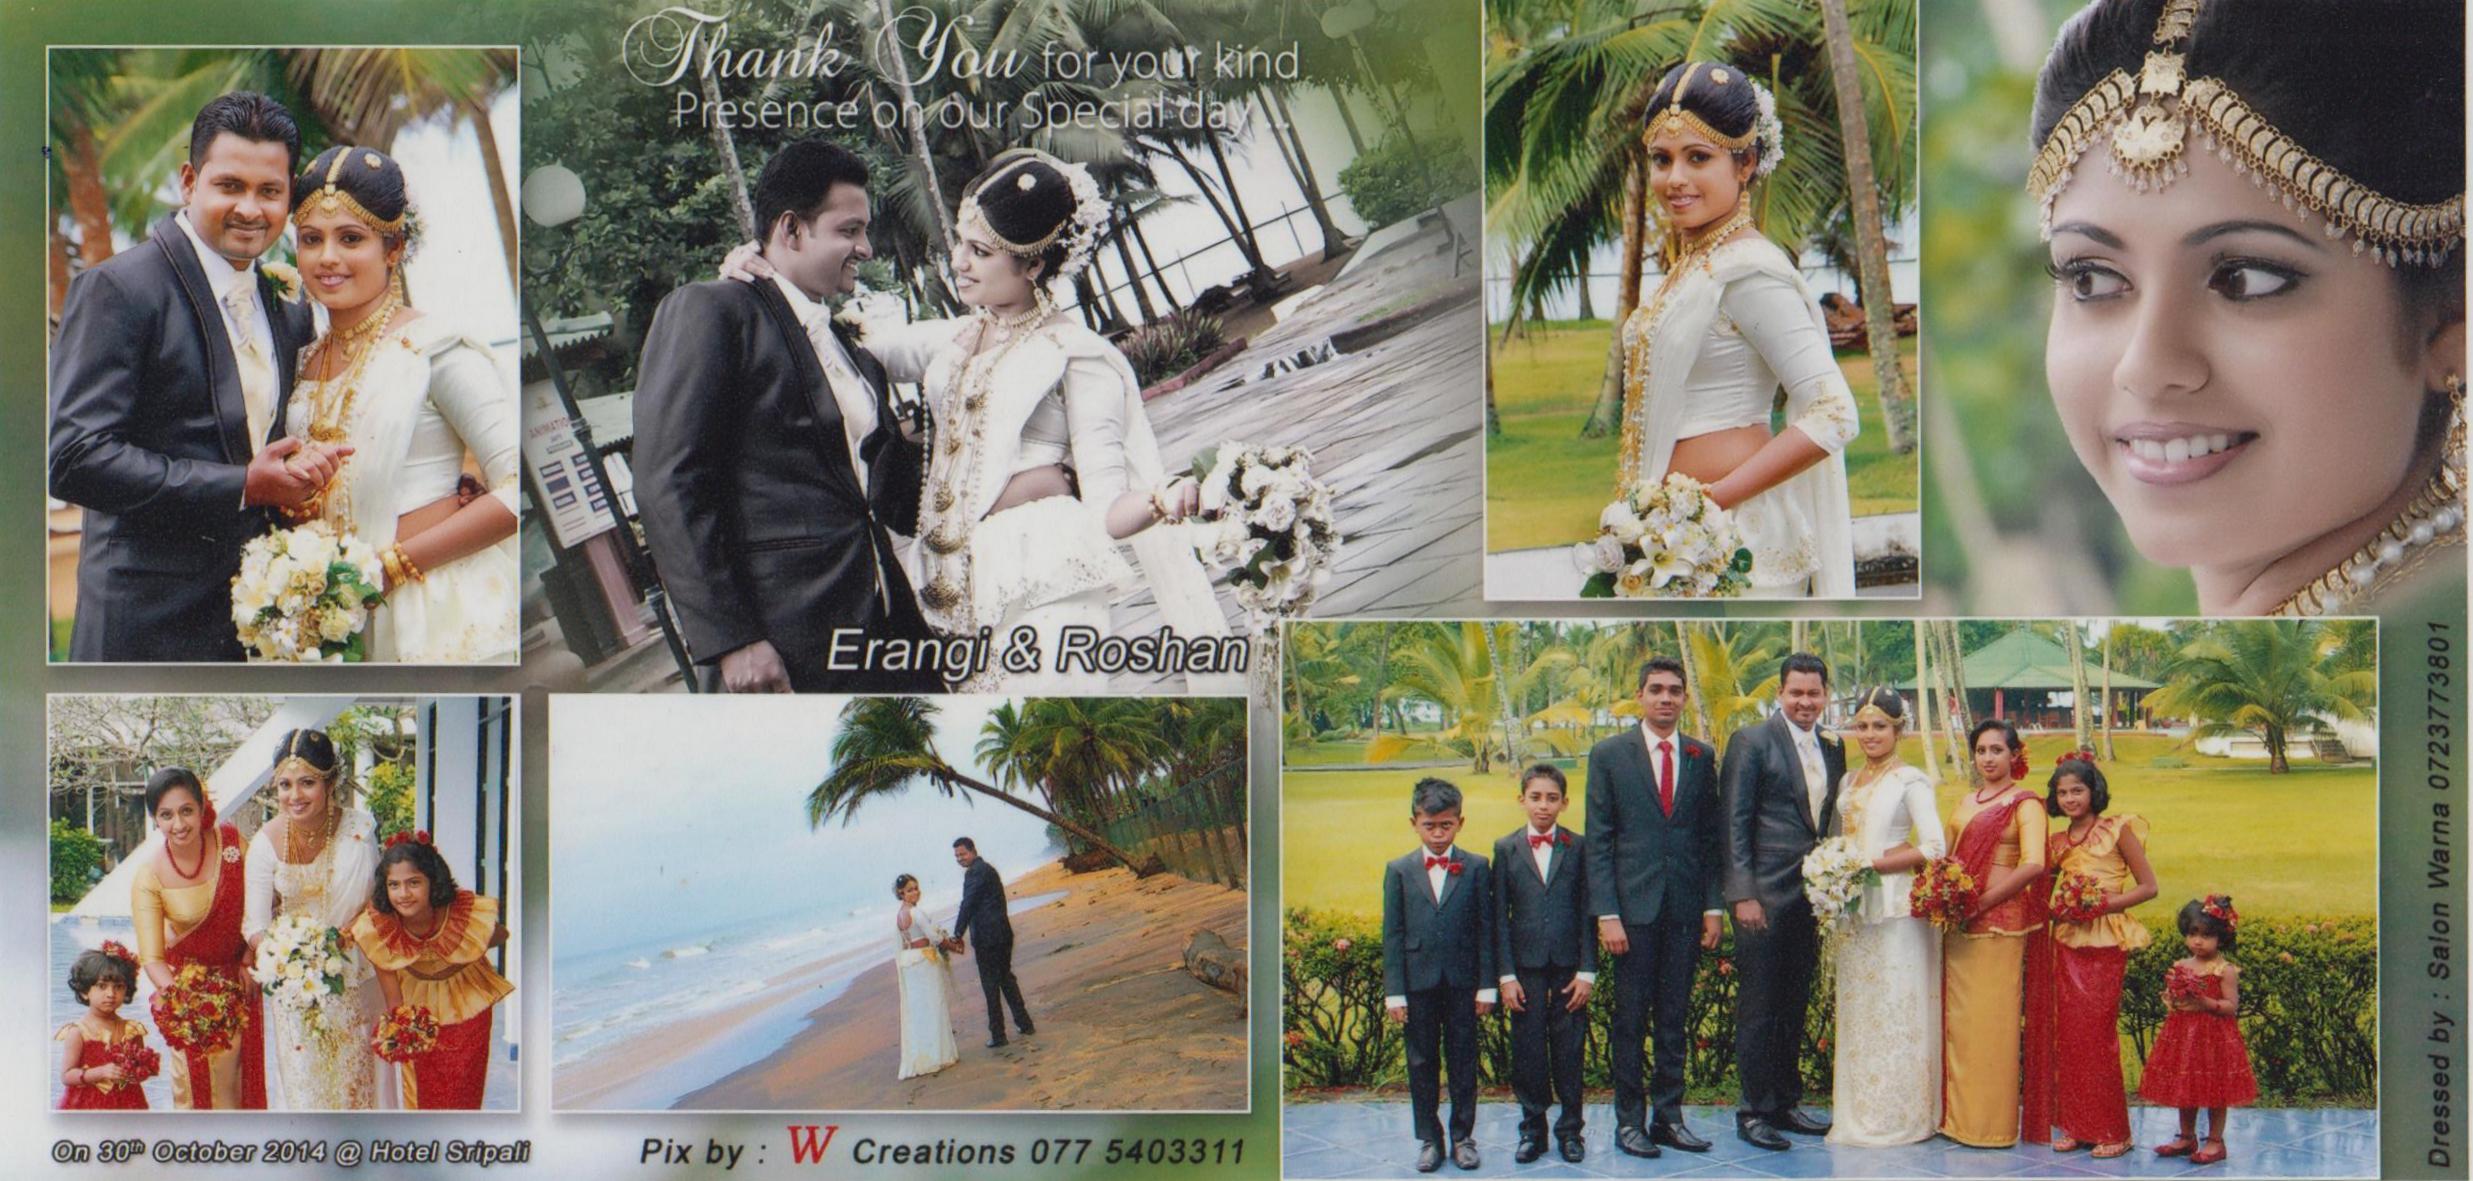 Thank You for your kind
Presence on our Special day ...
ANIMATIO
Erangi & Roshan
On 30th October 2014 @ Hotel Sripali
Pix by : W Creations 077 5403311
Dressed by : Salon Warna 0723773801